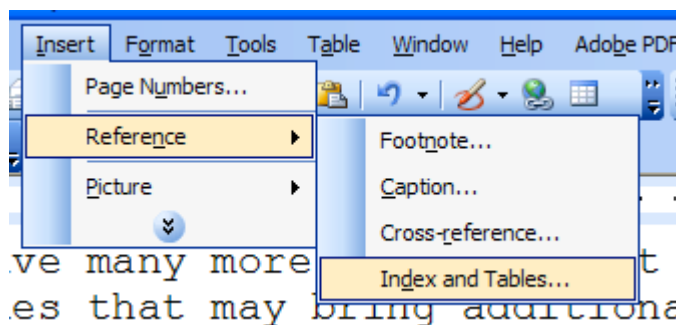 Insert Format Tools Table Window Help Adobe PDF
Page Numbers...
Reference
Footnote...
Picture
Caption...
Cross-reference...
ve many more t
Index and Tables...
es that may bring additiona